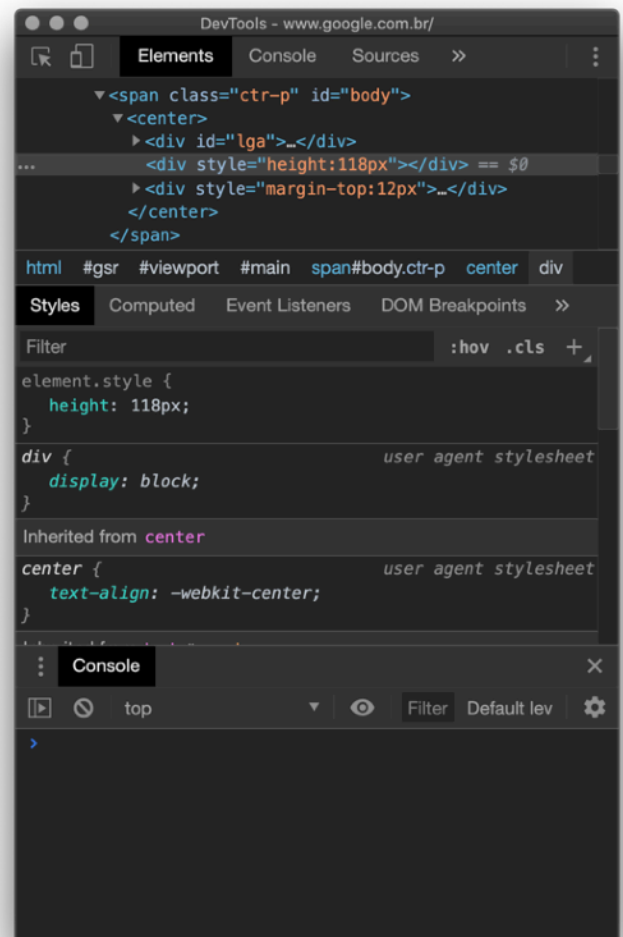 DevTools - www.google.com.br/
Elements Console Sources »
▼<span class="ctr-p" id="body">
▼<center>
▶<div id="lga">…</div>
... <div style="height:118px"></div> == $0
▶<div style="margin-top:12px">…</div>
</center>
</span>
html #gsr #viewport #main span#body.ctr-p center div
Styles Computed Event Listeners DOM Breakpoints »
Filter :hov .cls +
element.style {
height: 118px;
}
div { user agent stylesheet
display: block;
}
Inherited from center
center { user agent stylesheet
text-align: -webkit-center;
}
Console ×
top ▼ Filter Default lev
›